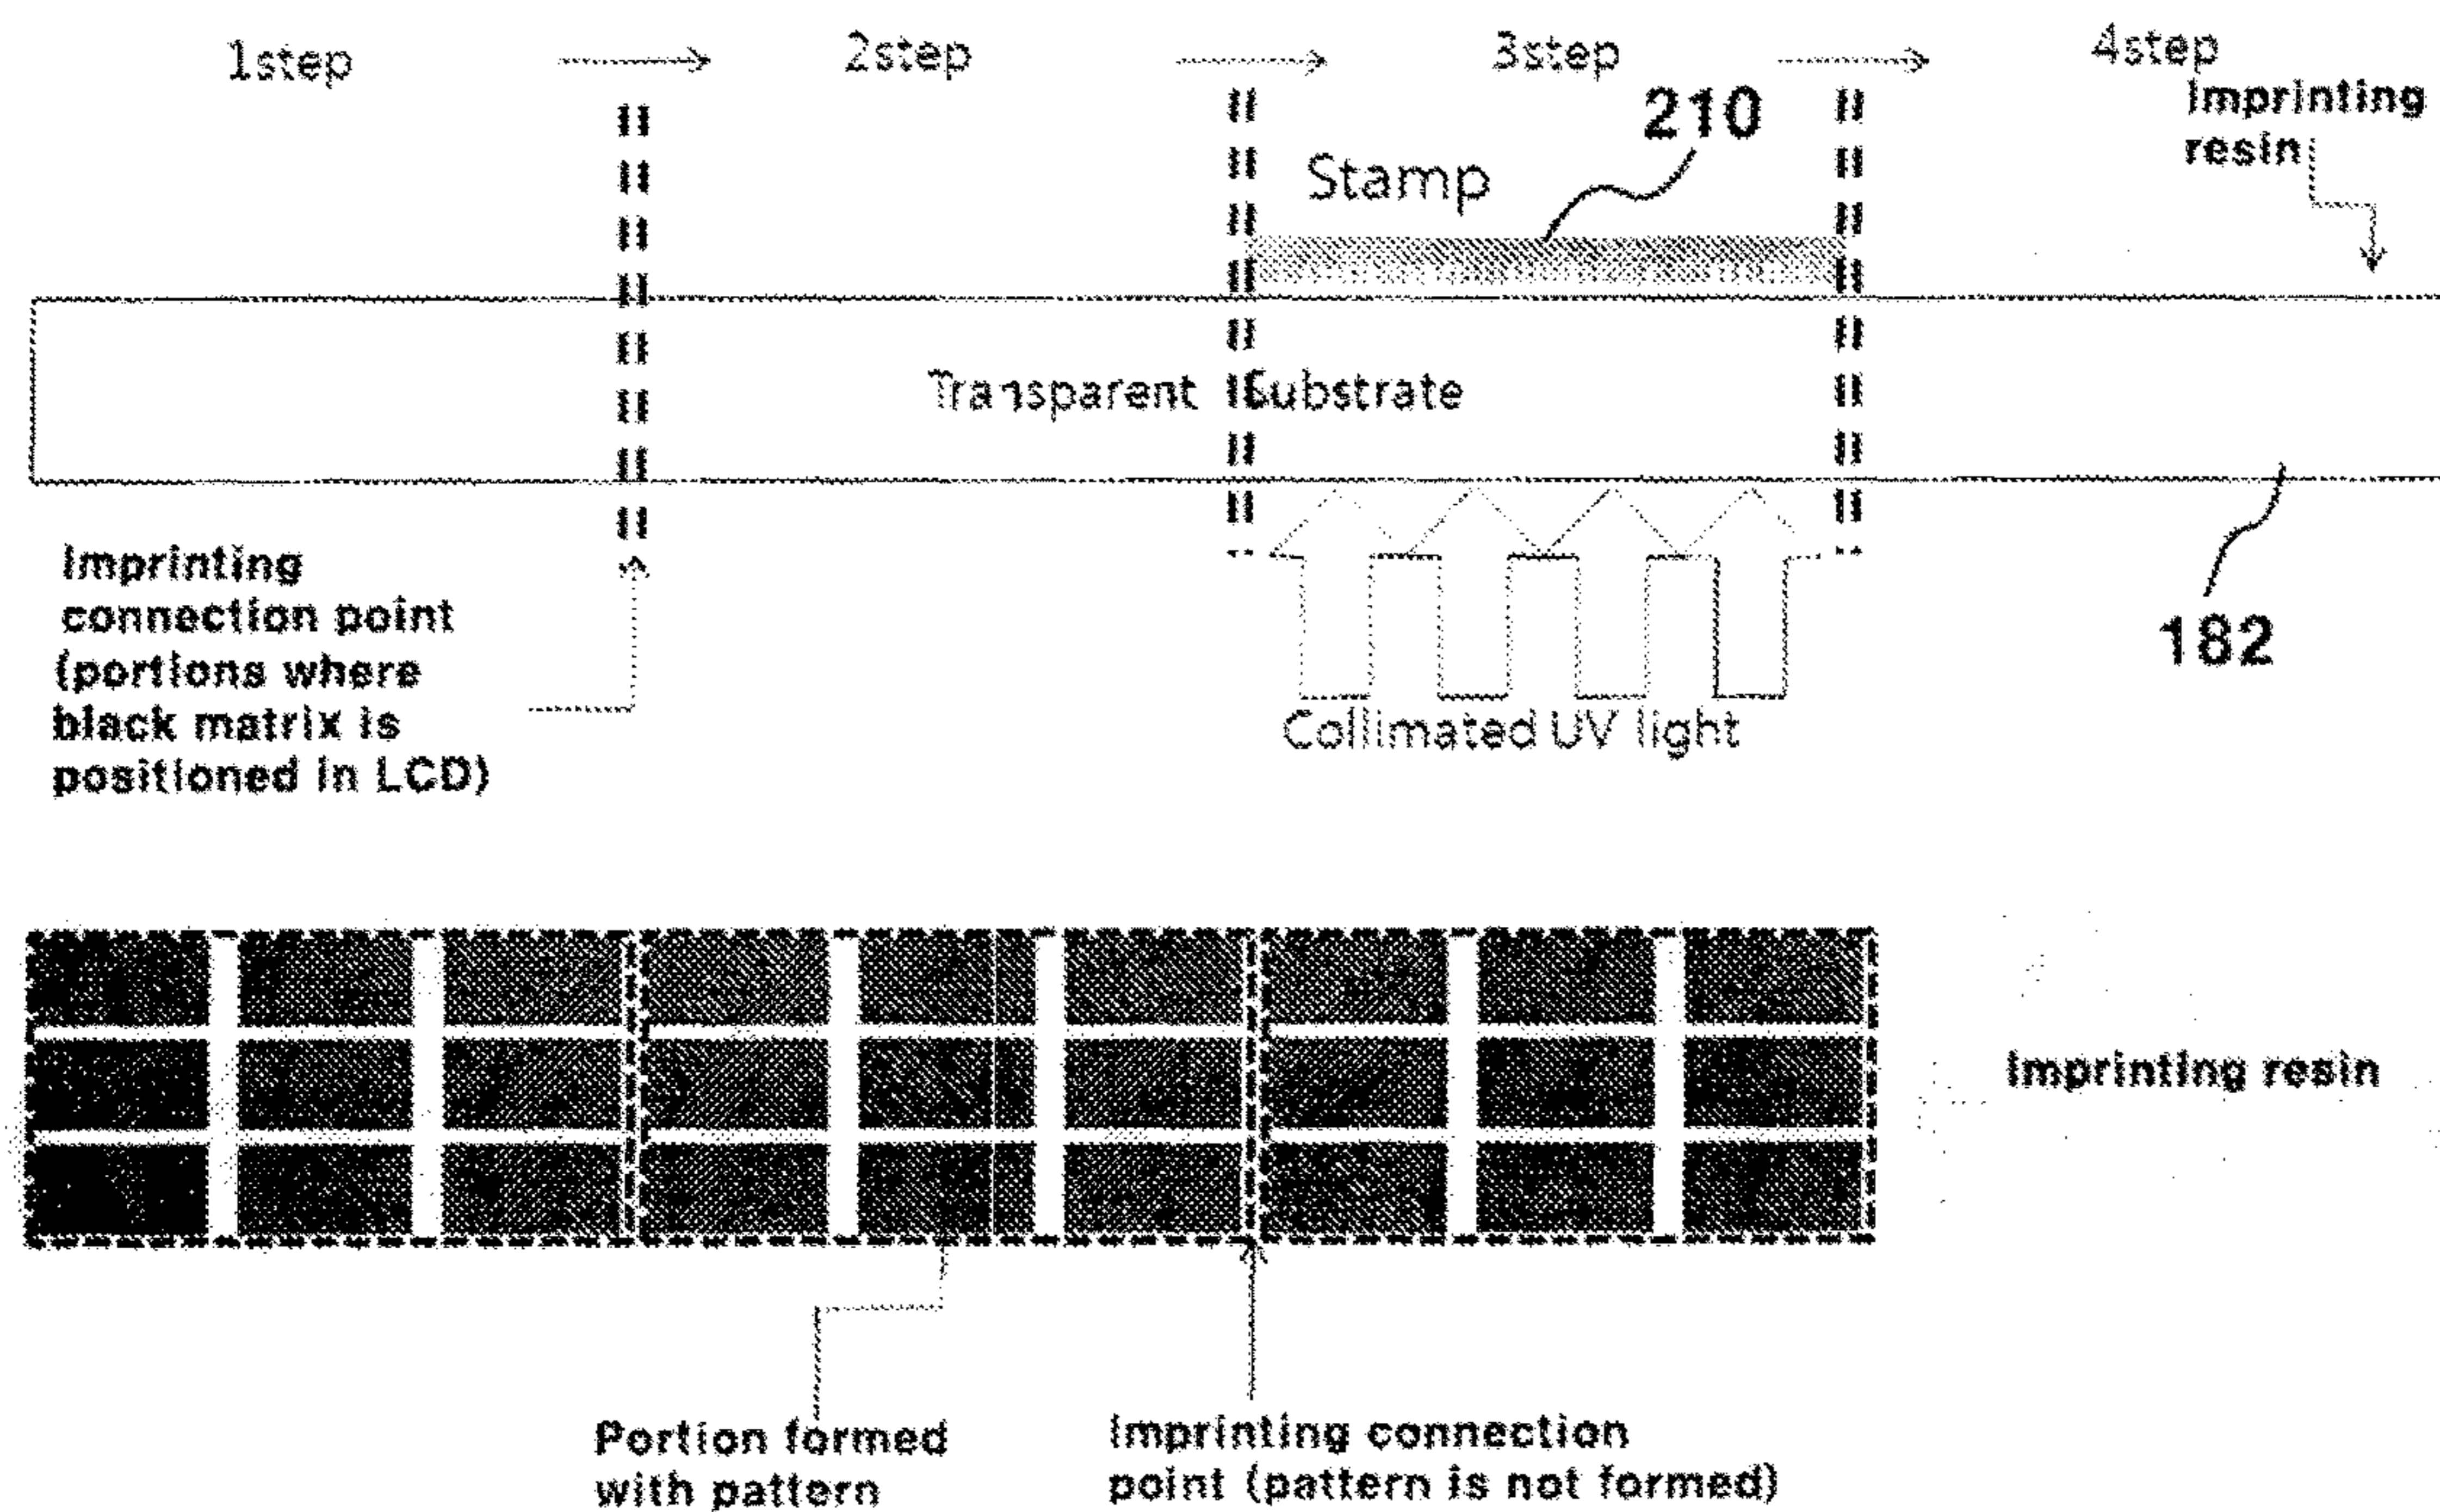 1step
2step
3step
4step
Imprinting
resin
210
Stamp
Transparent Substrate
Imprinting
connection point
(portions where
black matrix is
positioned in LCD)
182
Collimated UV light
Imprinting resin
Portion formed
with pattern
Imprinting connection
point (pattern is not formed)